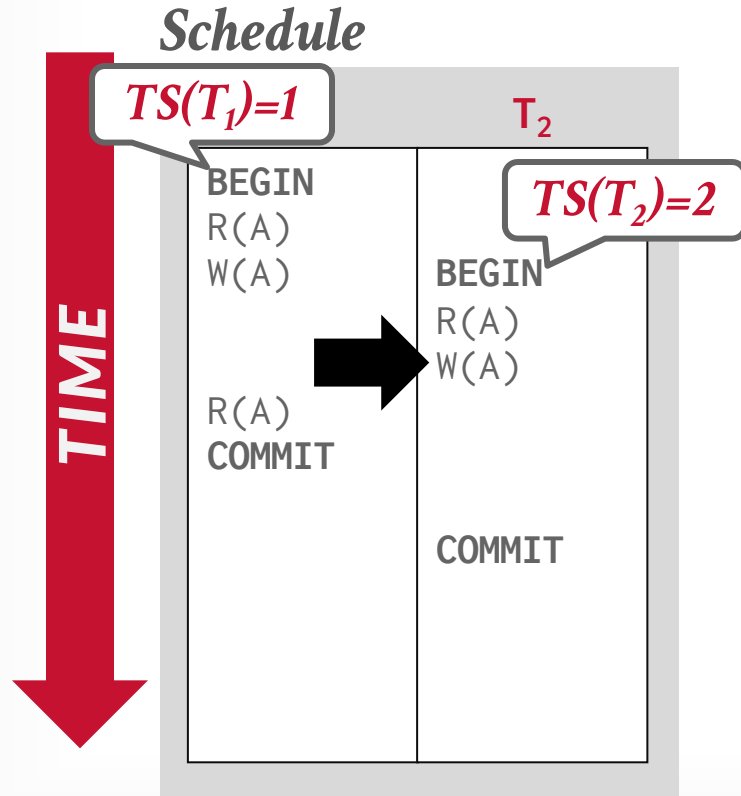 Schedule
TS(T₁)=1
T₂
BEGIN
TS(T₂)=2
R(A)
W(A)
BEGIN
R(A)
W(A)
R(A)
COMMIT
COMMIT
TIME